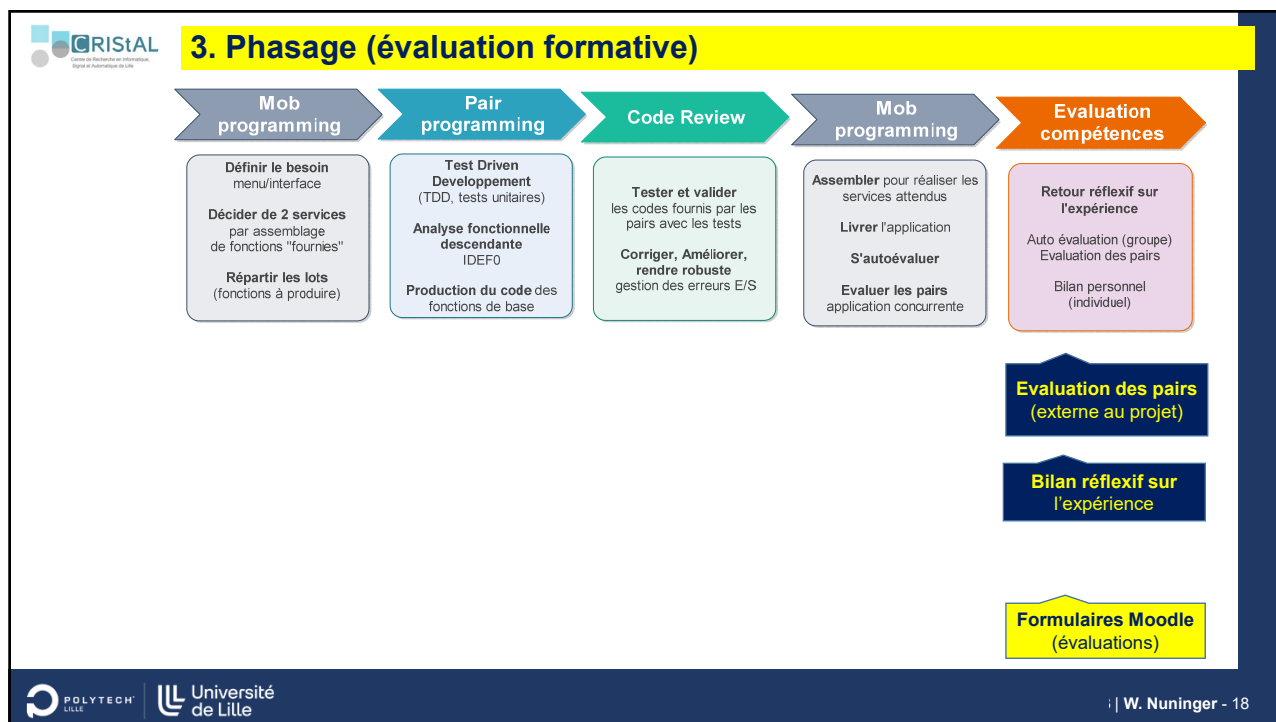 CRIStAL
Centre de Recherche en Informatique,
Signal et Automatique de Lille
3. Phasage (évaluation formative)
Mob
programming
Définir le besoin
menu/interface
Décider de 2 services
par assemblage
de fonctions "fournies"
Répartir les lots
(fonctions à produire)
Pair
programming
Test Driven
Developpement
(TDD, tests unitaires)
Analyse fonctionnelle
descendante
IDEF0
Production du code des
fonctions de base
Code Review
Tester et valider
les codes fournis par les
pairs avec les tests
Corriger, Améliorer,
rendre robuste
gestion des erreurs E/S
Mob
programming
Assembler pour réaliser les
services attendus
Livrer l'application
S'autoévaluer
Evaluer les pairs
application concurrente
Evaluation
compétences
Retour réflexif sur
l'expérience
Auto évaluation (groupe)
Evaluation des pairs
Bilan personnel
(individuel)
Evaluation des pairs
(externe au projet)
Bilan réflexif sur
l’expérience
Formulaires Moodle
(évaluations)
POLYTECH
LILLE
Université
de Lille
| W. Nuninger - 18